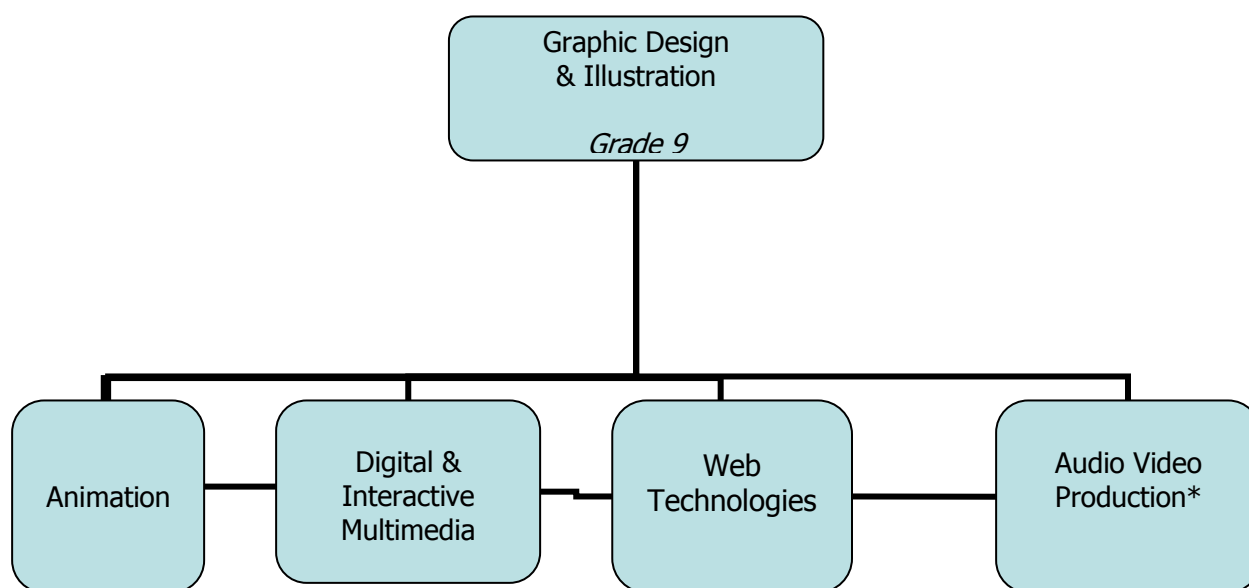 Graphic Design
& Illustration
Grade 9
Animation
Digital &
Interactive
Multimedia
Web
Technologies
Audio Video
Production*